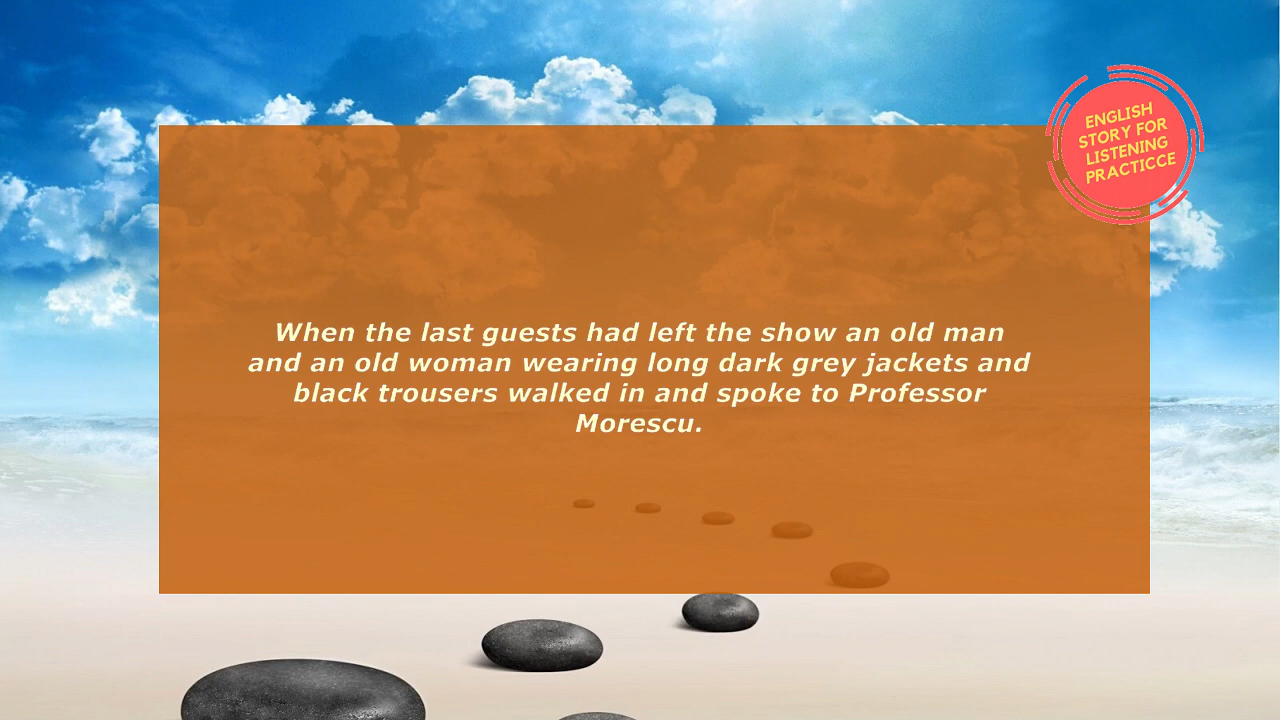 ENGLISH
STORY FOR
LISTENING
PRACTICCE
When the last guests had left the show an old man
and an old woman wearing long dark grey jackets and
black trousers walked in and spoke to Professor
Morescu.